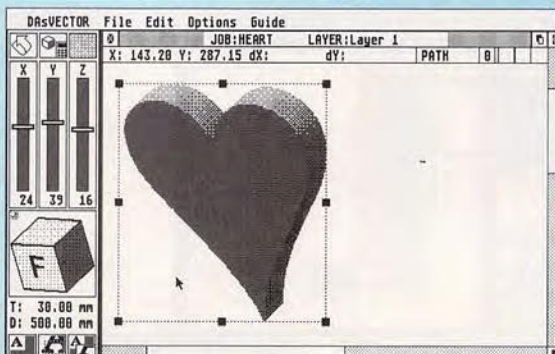 DAsVECTOR File Edit Options Guide
JOB:HEART LAYER:Layer 1
X: 143.20 Y: 287.15 dX: dY: PATH 0
X Y Z
24 39 16
F
T: 30.00 mm
D: 500.00 mm
A A